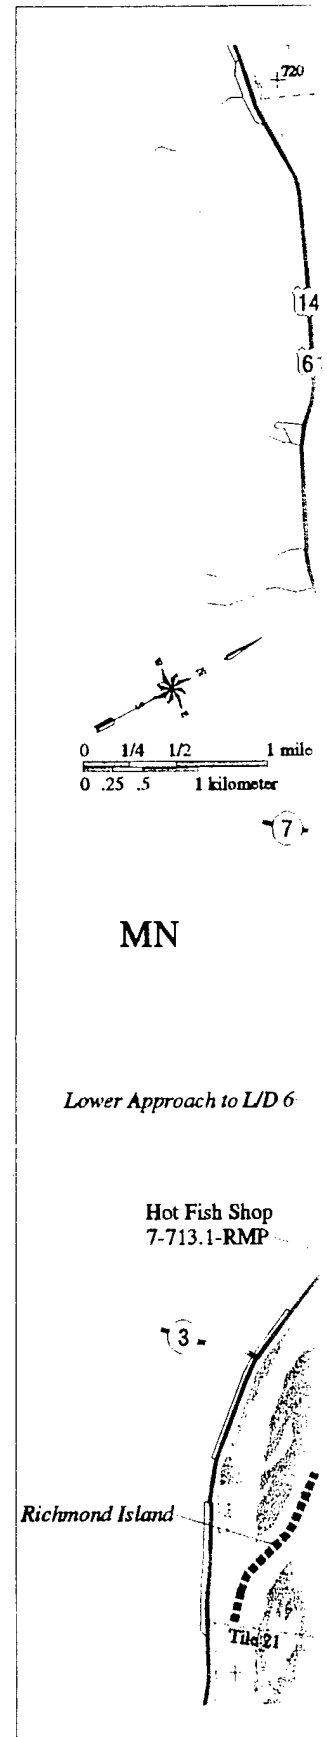 720
14
6
0 1/4 1/2 1 mile
0 .25 .5 1 kilometer
7
MN
Lower Approach to L/D 6
Hot Fish Shop
7-713.1-RMP
3
Richmond Island
Tile 21